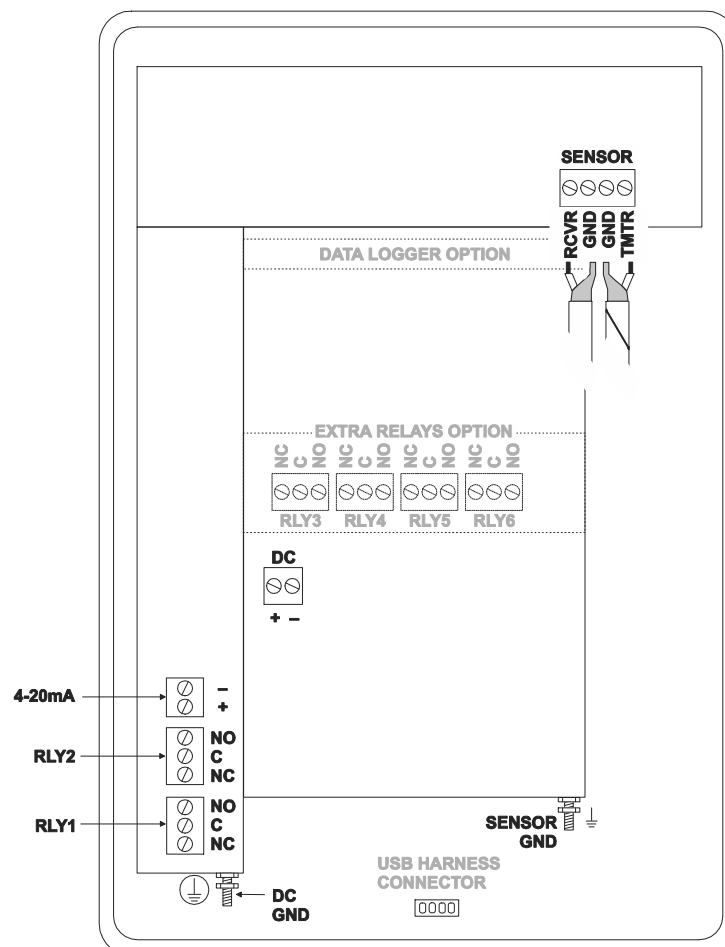 SENSOR
RCVR
GND
GND
TMTR
DATA LOGGER OPTION
EXTRA RELAYS OPTION
NC C NO NC C NO NC C NO NC C NO
RLY3 RLY4 RLY5 RLY6
DC
+ –
4-20mA
–
+
RLY2
NO
C
NC
RLY1
NO
C
NC
SENSOR
GND
USB HARNESS
CONNECTOR
DC
GND